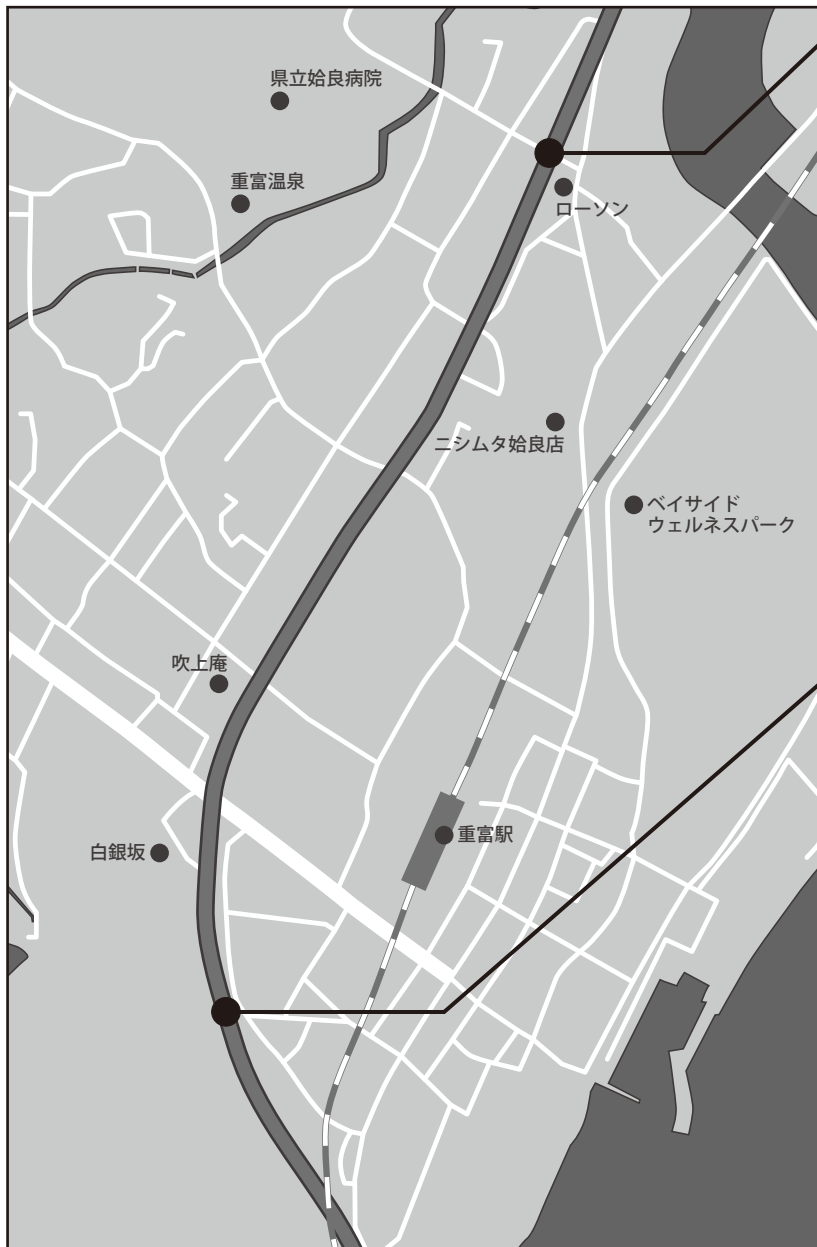 県立姶良病院
重富温泉
ローソン
ニシムタ姶良店
ベイサイド
ウェルネスパーク
吹上庵
重富駅
白銀坂